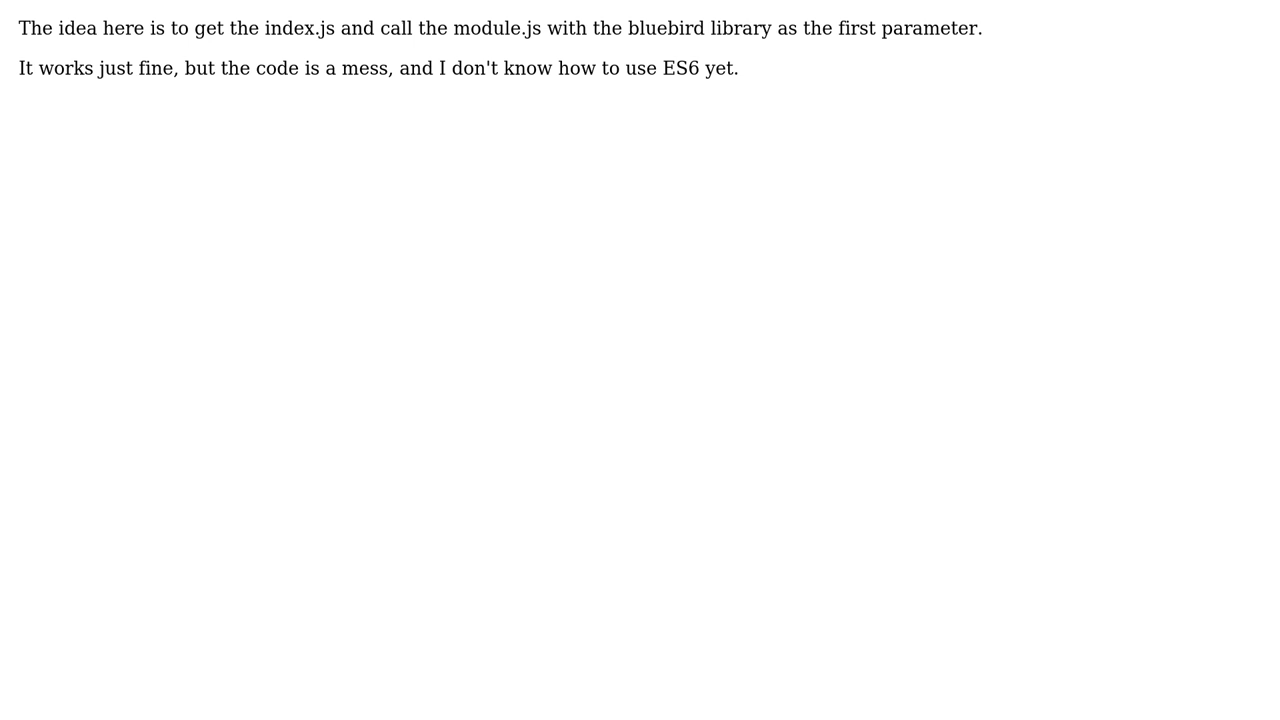 The idea here is to get the index.js and call the module.js with the bluebird library as the first parameter.
It works just fine, but the code is a mess, and I don't know how to use ES6 yet.